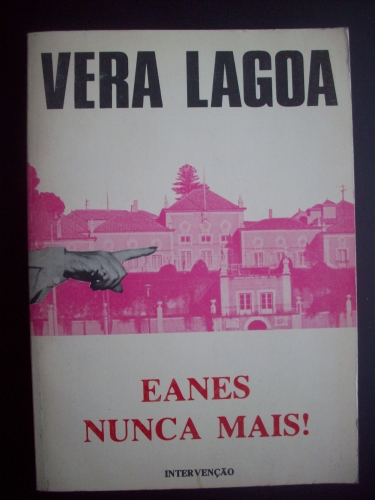 VERA LAGOA
EANES
NUNCA MAIS!
INTERVENÇÃO